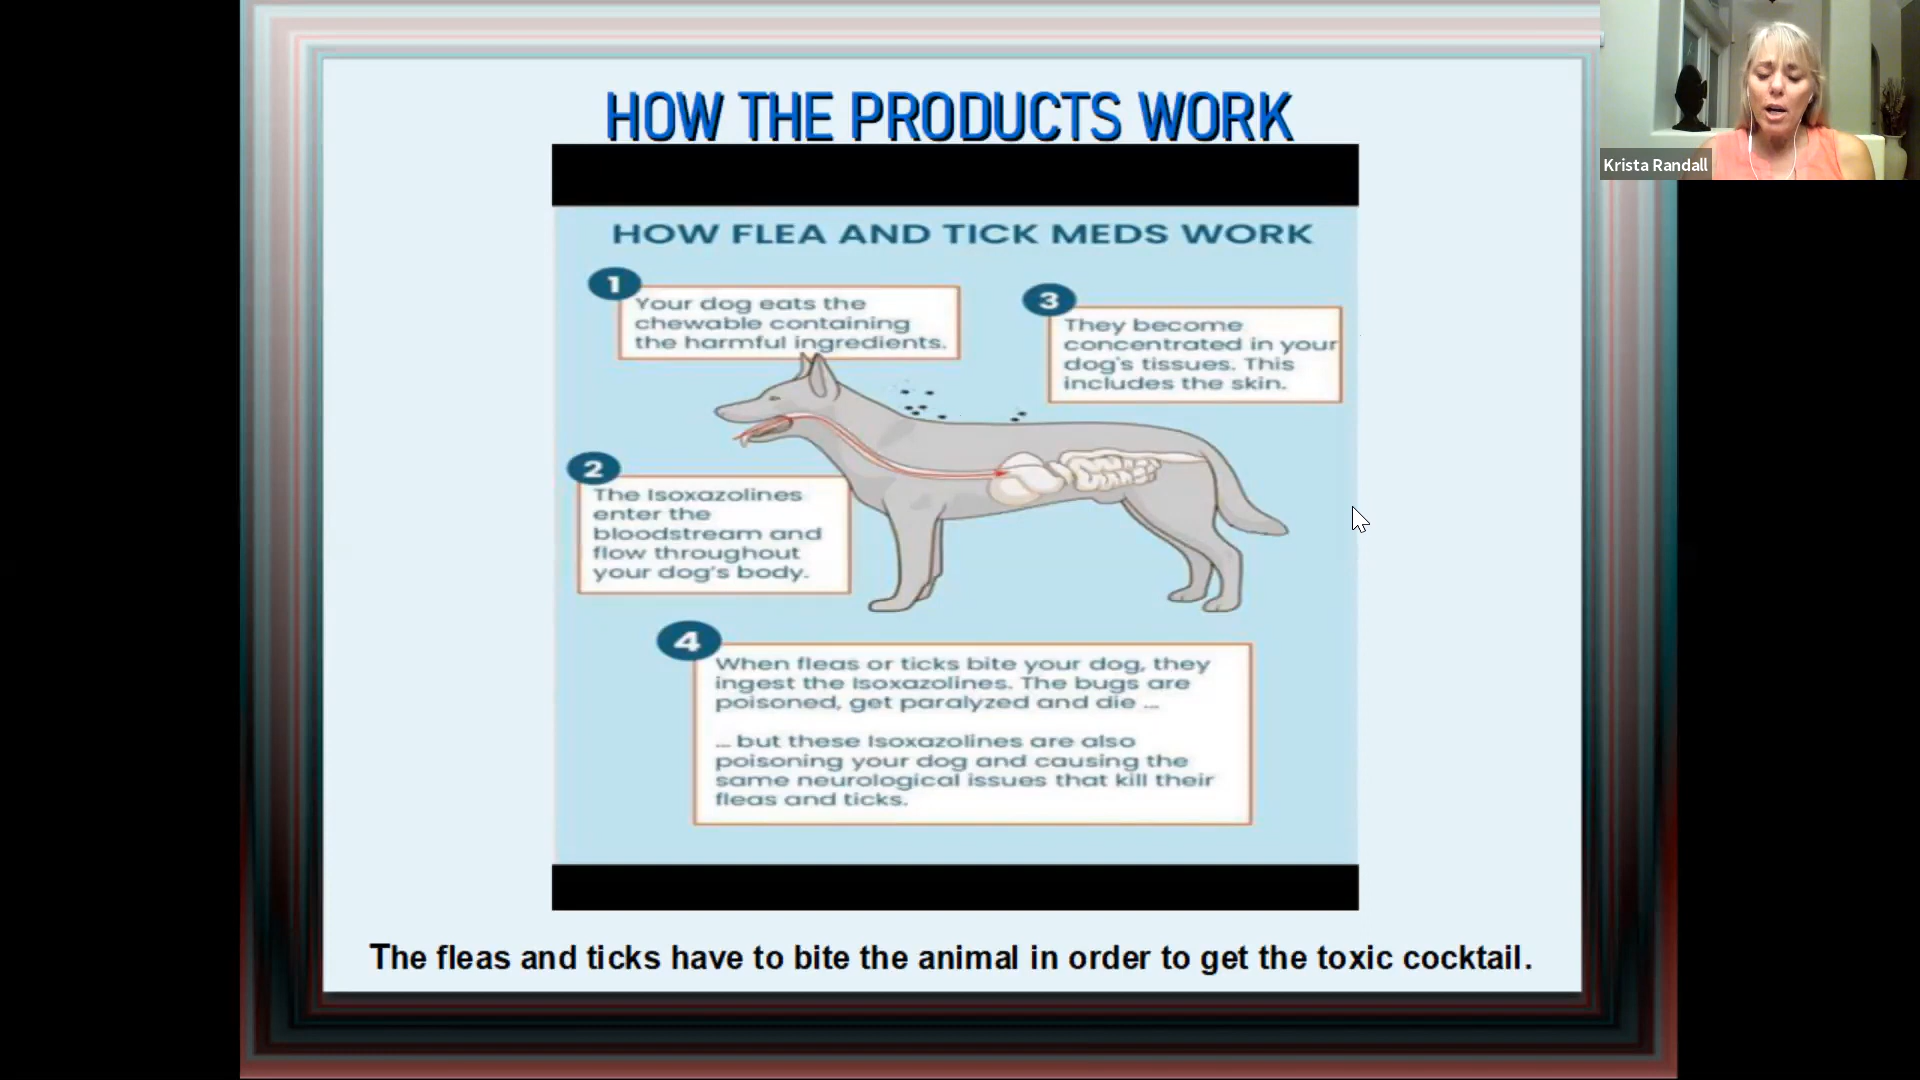 HOW THE PRODUCTS WORK
Krista Randall
HOW FLEA AND TICK MEDS WORK
1
Your dog eats the
chewable containing
the harmful ingredients.
3
They become
concentrated in your
dog's tissues. This
includes the skin.
2
The Isoxazolines
enter the
bloodstream and
flow throughout
your dog's body.
4
When fleas or ticks bite your dog, they
ingest the Isoxazolines. The bugs are
poisoned, get paralyzed and die ...
... but these Isoxazolines are also
poisoning your dog and causing the
same neurological issues that kill their
fleas and ticks.
The fleas and ticks have to bite the animal in order to get the toxic cocktail.